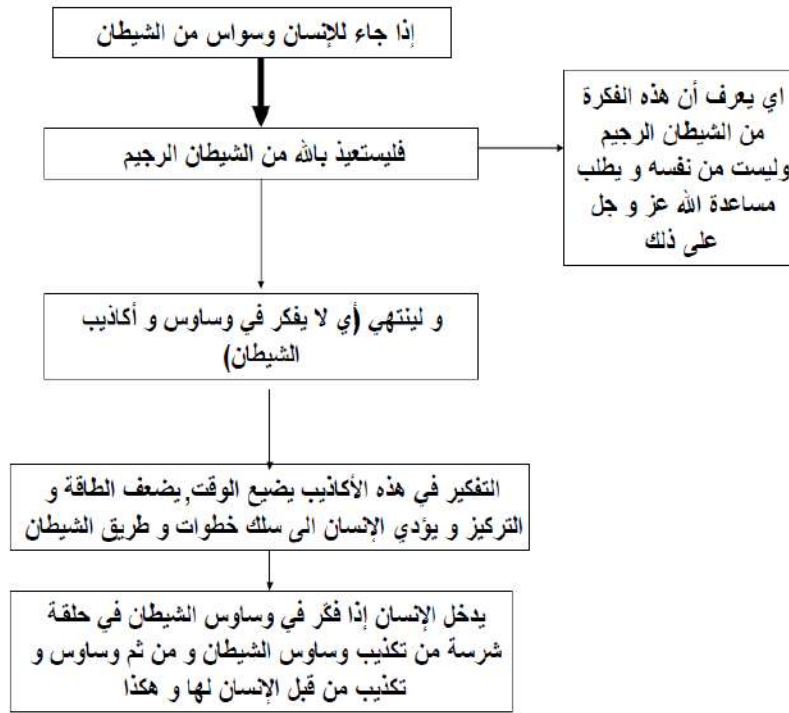 إذا جاء للإنسان وسواس من الشيطان
فليستعيذ بالله من الشيطان الرجيم
اي يعرف أن هذه الفكرة
من الشيطان الرجيم
وليست من نفسه و يطلب
مساعدة الله عز و جل
على ذلك
و لينتهي (أي لا يفكر في وساوس و أكاذيب
الشيطان)
التفكير في هذه الأكاذيب يضيع الوقت,يضعف الطاقة و
التركيز و يؤدي الإنسان الى سلك خطوات و طريق الشيطان
يدخل الإنسان إذا فكّر في وساوس الشيطان في حلقة
شرسة من تكذيب وساوس الشيطان و من ثم وساوس و
تكذيب من قبل الإنسان لها و هكذا